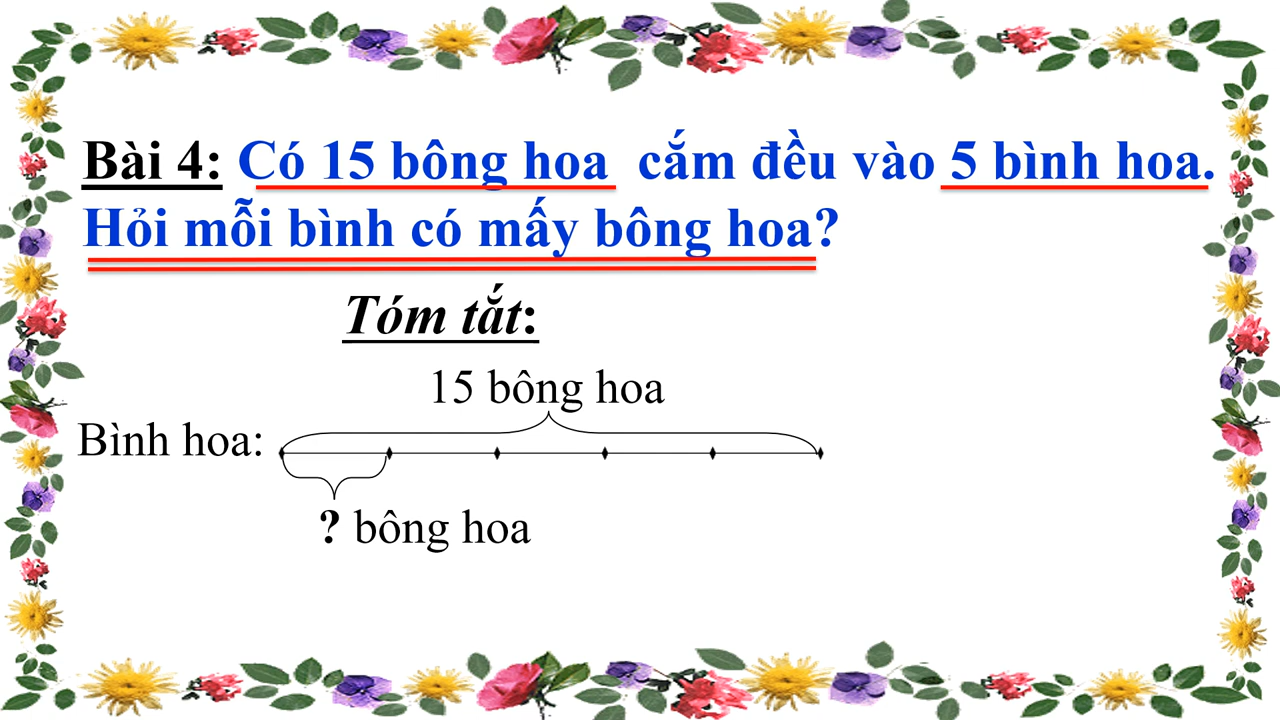 Bài 4: Có 15 bông hoa cắm đều vào 5 bình hoa.
Hỏi mỗi bình có mấy bông hoa?
Tóm tắt:
15 bông hoa
Bình hoa:
? bông hoa